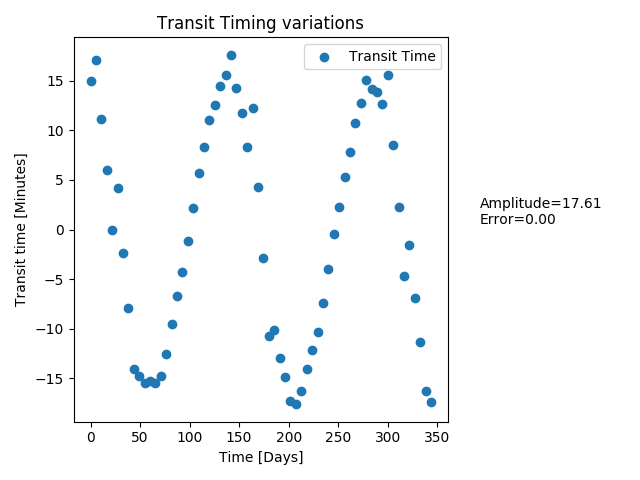 Transit Timing variations
Transit Time
15
10
5
0
−5
−10
−15
Transit time [Minutes]
0
50
100
150
200
250
300
350
Time [Days]
Amplitude=17.61
Error=0.00